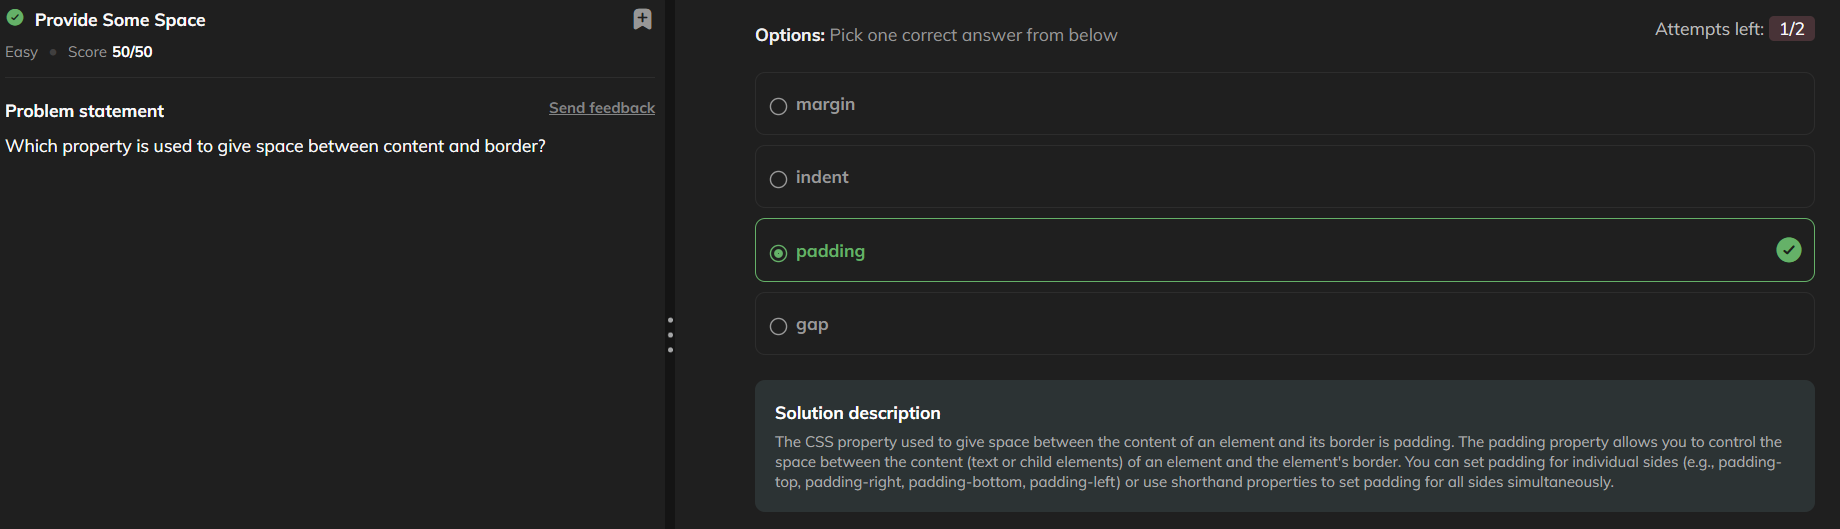 Provide Some Space
Easy • Score 50/50
Problem statement
Send feedback
Which property is used to give space between content and border?
Options: Pick one correct answer from below
Attempts left: 1/2
margin
indent
padding
gap
Solution description
The CSS property used to give space between the content of an element and its border is padding. The padding property allows you to control the
space between the content (text or child elements) of an element and the element's border. You can set padding for individual sides (e.g., padding-
top, padding-right, padding-bottom, padding-left) or use shorthand properties to set padding for all sides simultaneously.